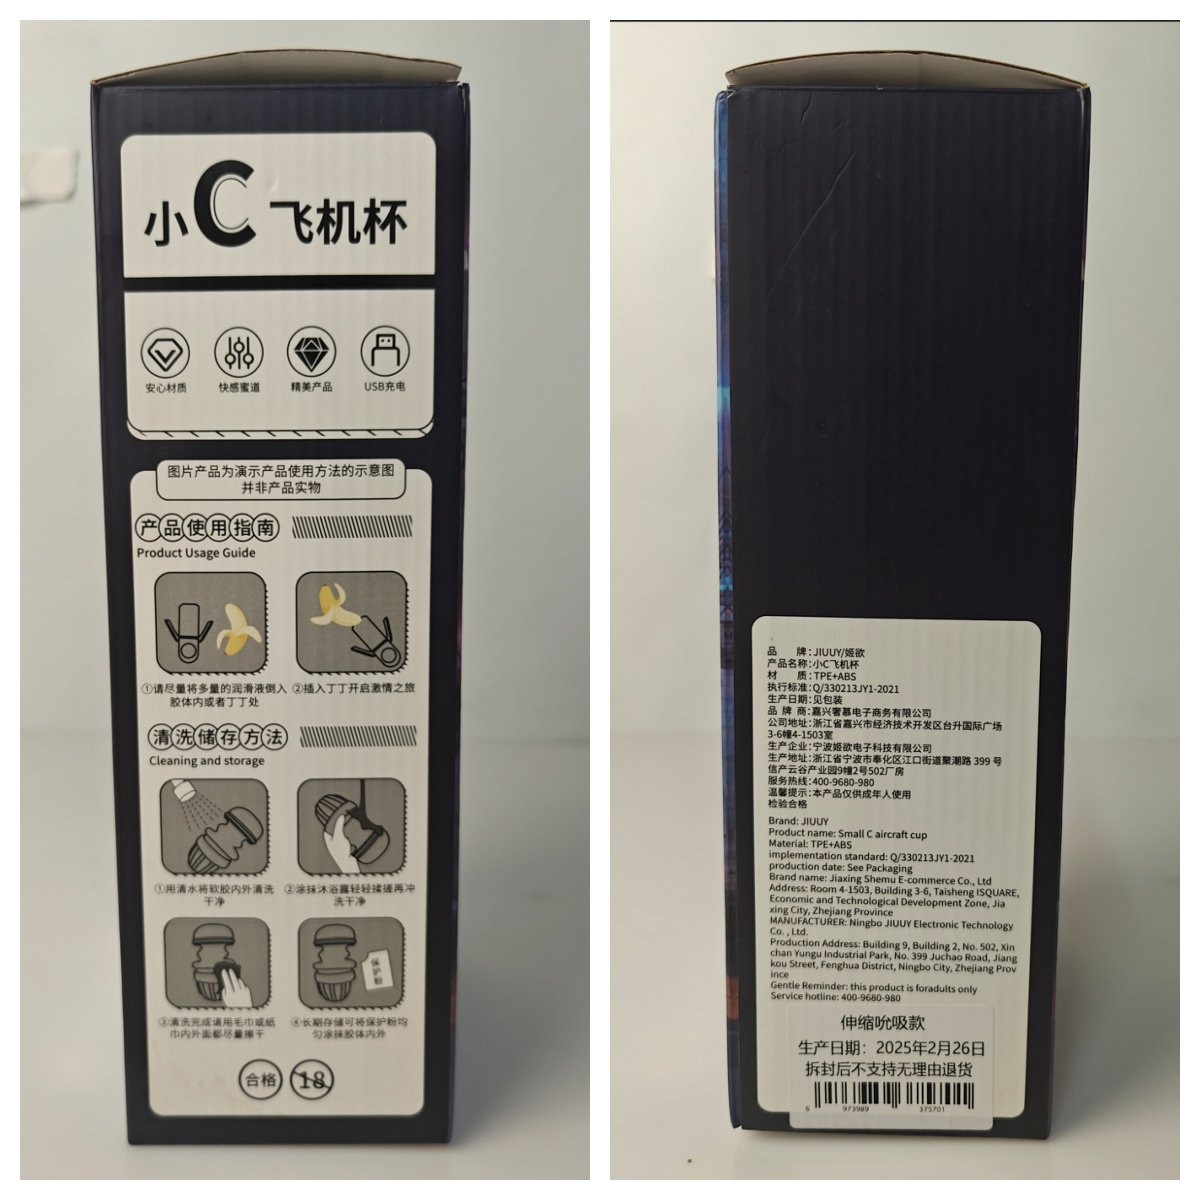 小C飞机杯
安心材质
快感蜜道
精美产品
USB充电
图片产品为演示产品使用方法的示意图
并非产品实物
产品使用指南
Product Usage Guide
①请尽量将多量的润滑液倒入
胶体内或者丁丁处
②插入丁丁开启激情之旅
清洗储存方法
Cleaning and storage
①用清水将软胶内外清洗
干净
②涂抹沐浴露轻轻揉搓再冲
洗干净
保护粉
③清洗完成请用毛巾或纸
巾内外面都尽量擦干
④长期存储可将保护粉均
匀涂抹胶体内外
合格
18
品 牌：JIUUY/姬欲
产品名称：小C飞机杯
材 质：TPE+ABS
执行标准：Q/330213JY1-2021
生产日期：见包装
品 牌 商：嘉兴奢慕电子商务有限公司
公司地址：浙江省嘉兴市经济技术开发区台升国际广场
3-6幢4-1503室
生产企业：宁波姬欲电子科技有限公司
生产地址：浙江省宁波市奉化区江口街道聚潮路 399 号
信产云谷产业园9幢2号502厂房
服务热线：400-9680-980
温馨提示：本产品仅供成年人使用
检验合格
Brand: JIUUY
Product name: Small C aircraft cup
Material: TPE+ABS
implementation standard: Q/330213JY1-2021
production date: See Packaging
Brand name: Jiaxing Shemu E-commerce Co., Ltd
Address: Room 4-1503, Building 3-6, Taisheng ISQUARE,
Economic and Technological Development Zone, Jia
xing City, Zhejiang Province
MANUFACTURER: Ningbo JIUUY Electronic Technology
Co. , Ltd.
Production Address: Building 9, Building 2, No. 502, Xin
chan Yungu Industrial Park, No. 399 Juchao Road, Jiang
kou Street, Fenghua District, Ningbo City, Zhejiang Prov
ince
Gentle Reminder: this product is foradults only
Service hotline: 400-9680-980
伸缩吮吸款
生产日期：2025年2月26日
拆封后不支持无理由退货
6 973989 375701